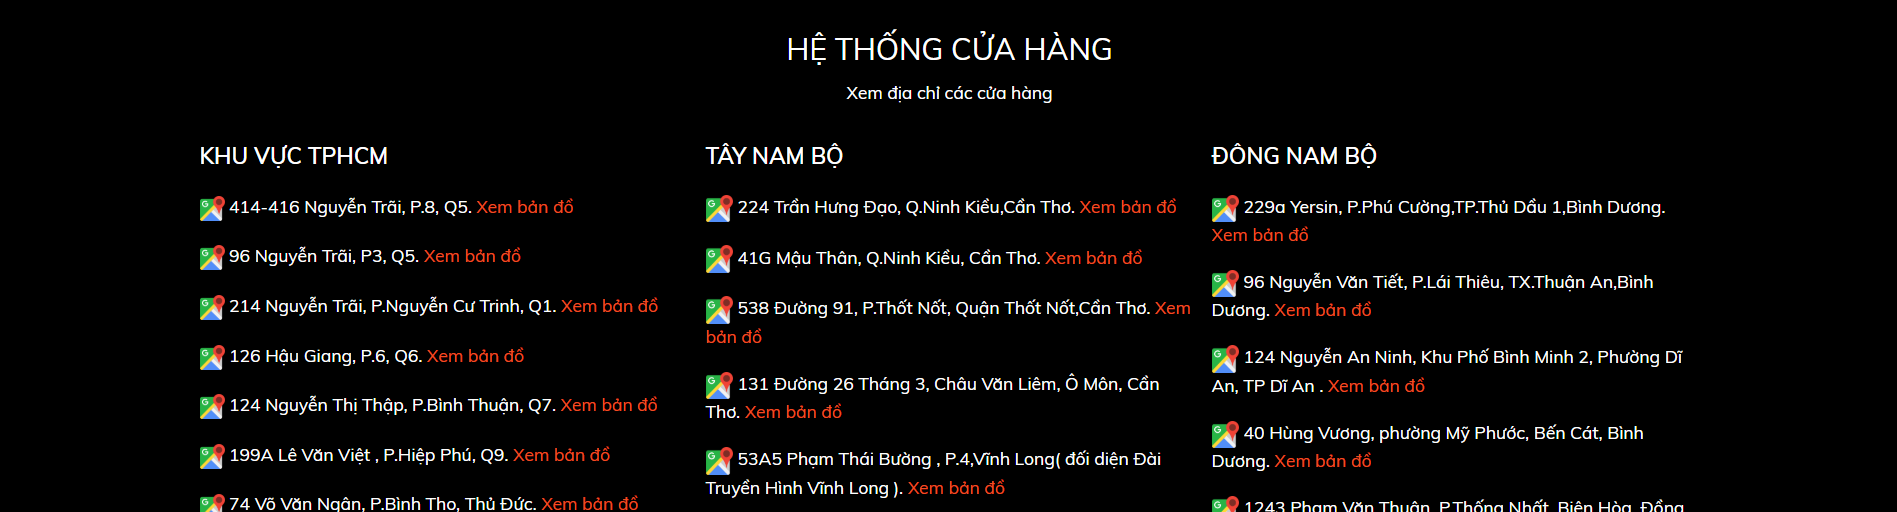 HỆ THỐNG CỬA HÀNG
Xem địa chỉ các cửa hàng
KHU VỰC TPHCM
414-416 Nguyễn Trãi, P.8, Q5. Xem bản đồ
96 Nguyễn Trãi, P3, Q5. Xem bản đồ
214 Nguyễn Trãi, P.Nguyễn Cư Trinh, Q1. Xem bản đồ
126 Hậu Giang, P.6, Q6. Xem bản đồ
124 Nguyễn Thị Thập, P.Bình Thuận, Q7. Xem bản đồ
199A Lê Văn Việt , P.Hiệp Phú, Q9. Xem bản đồ
74 Võ Văn Ngân, P.Bình Thọ, Thủ Đức. Xem bản đồ
TÂY NAM BỘ
224 Trần Hưng Đạo, Q.Ninh Kiều,Cần Thơ. Xem bản đồ
41G Mậu Thân, Q.Ninh Kiều, Cần Thơ. Xem bản đồ
538 Đường 91, P.Thốt Nốt, Quận Thốt Nốt,Cần Thơ. Xem
bản đồ
131 Đường 26 Tháng 3, Châu Văn Liêm, Ô Môn, Cần
Thơ. Xem bản đồ
53A5 Phạm Thái Bường , P.4,Vĩnh Long( đối diện Đài
Truyền Hình Vĩnh Long ). Xem bản đồ
ĐÔNG NAM BỘ
229a Yersin, P.Phú Cường,TP.Thủ Dầu 1,Bình Dương.
Xem bản đồ
96 Nguyễn Văn Tiết, P.Lái Thiêu, TX.Thuận An,Bình
Dương. Xem bản đồ
124 Nguyễn An Ninh, Khu Phố Bình Minh 2, Phường Dĩ
An, TP Dĩ An . Xem bản đồ
40 Hùng Vương, phường Mỹ Phước, Bến Cát, Bình
Dương. Xem bản đồ
1243 Phạm Văn Thuận, P.Thống Nhất, Biên Hòa, Đồng